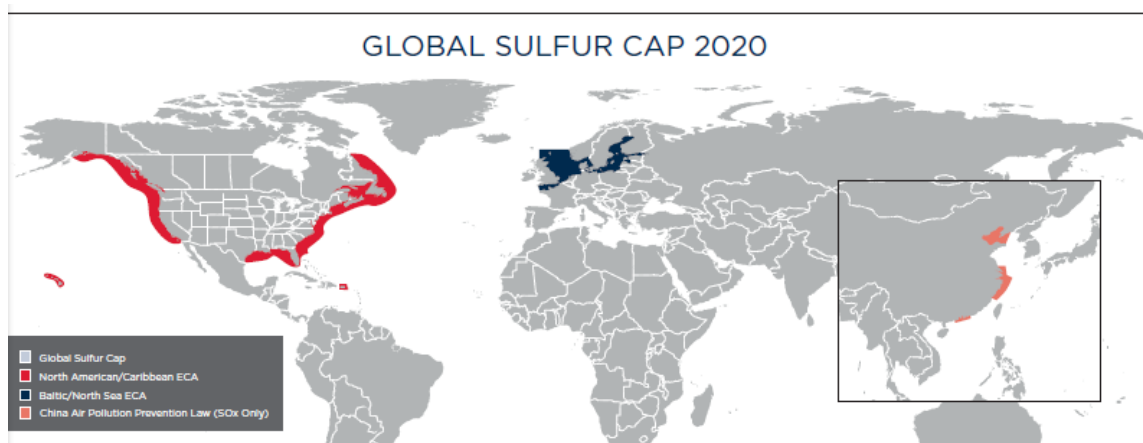 GLOBAL SULFUR CAP 2020
Global Sulfur Cap
North American/Caribbean ECA
Baltic/North Sea ECA
China Air Pollution Prevention Law (SOx Only)